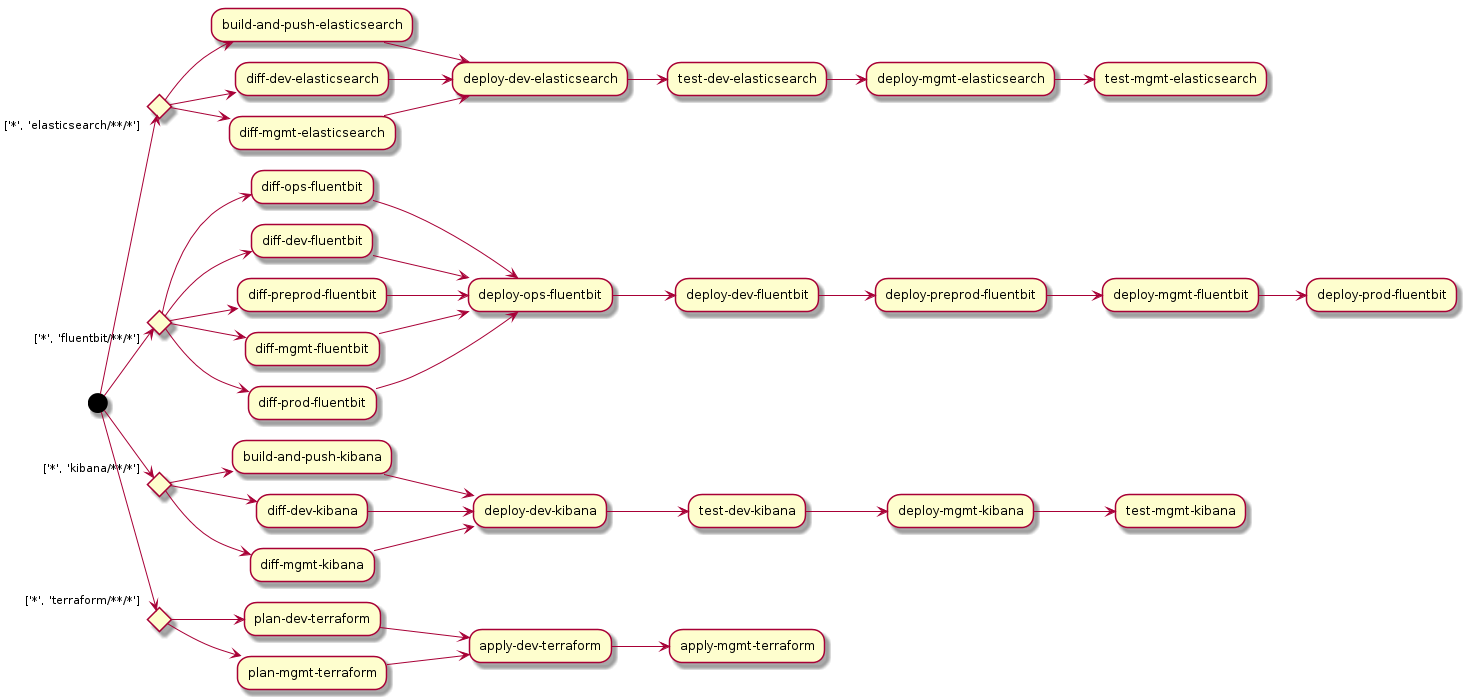 build-and-push-elasticsearch
diff-dev-elasticsearch
deploy-dev-elasticsearch
test-dev-elasticsearch
deploy-mgmt-elasticsearch
test-mgmt-elasticsearch
['*', 'elasticsearch/**/*']
diff-mgmt-elasticsearch
diff-ops-fluentbit
diff-dev-fluentbit
diff-preprod-fluentbit
deploy-ops-fluentbit
deploy-dev-fluentbit
deploy-preprod-fluentbit
deploy-mgmt-fluentbit
deploy-prod-fluentbit
['*', 'fluentbit/**/*']
diff-mgmt-fluentbit
diff-prod-fluentbit
build-and-push-kibana
['*', 'kibana/**/*']
diff-dev-kibana
deploy-dev-kibana
test-dev-kibana
deploy-mgmt-kibana
test-mgmt-kibana
diff-mgmt-kibana
['*', 'terraform/**/*']
plan-dev-terraform
apply-dev-terraform
apply-mgmt-terraform
plan-mgmt-terraform